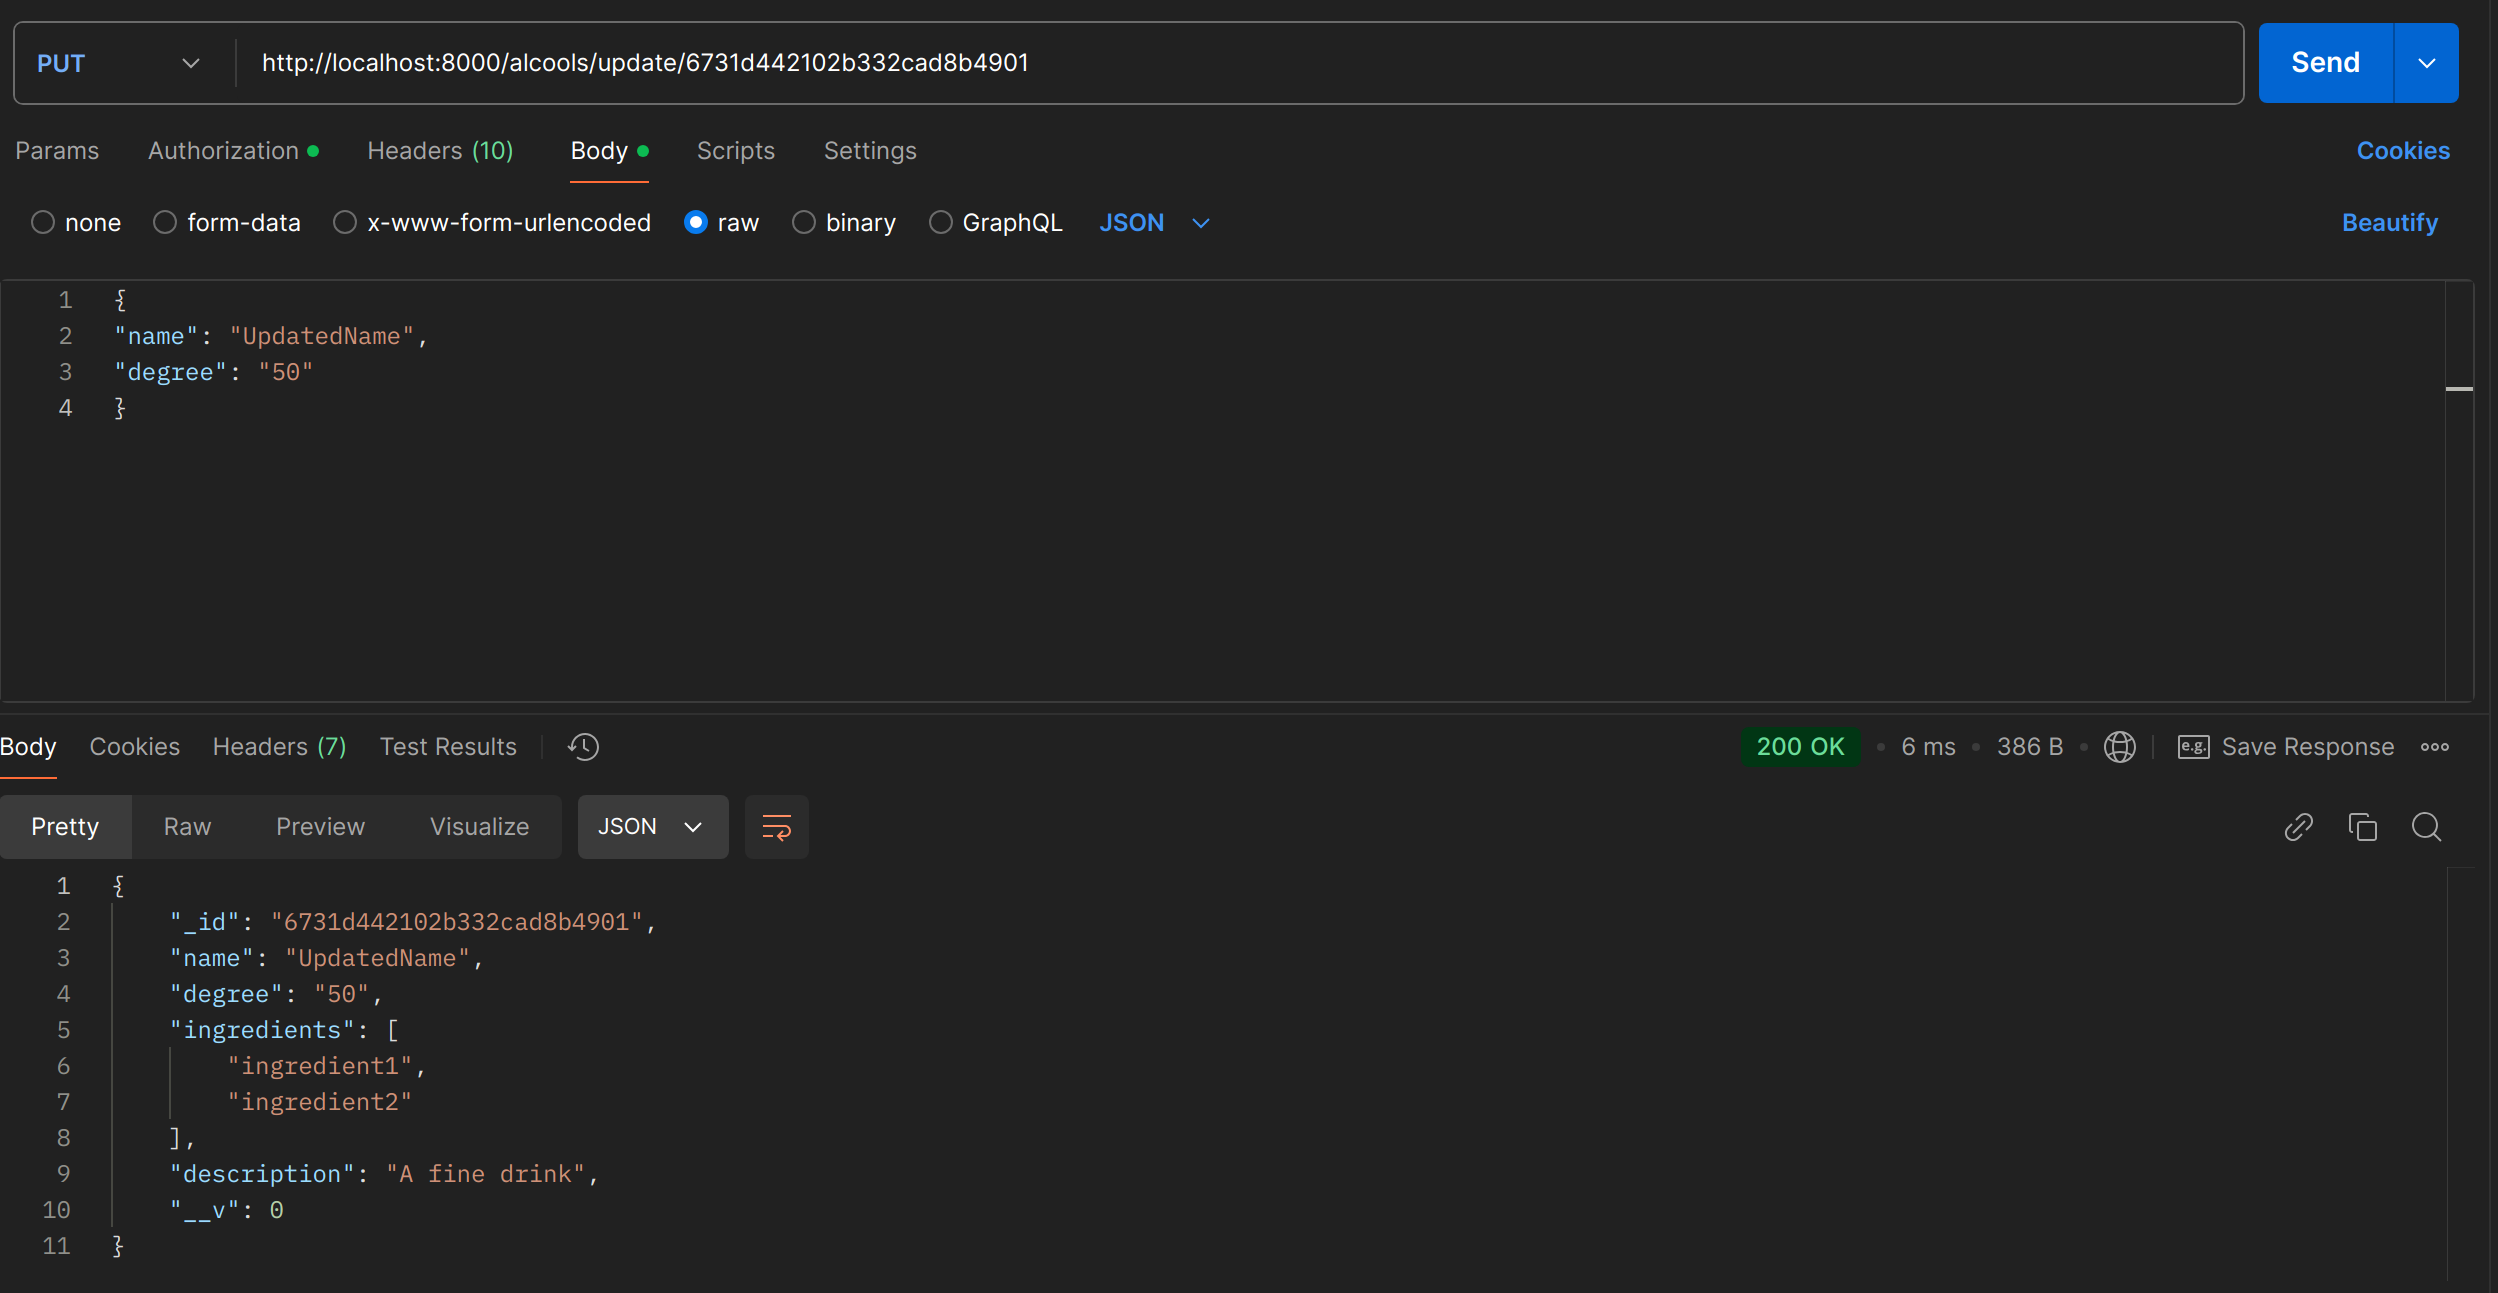 PUT http://localhost:8000/alcools/update/6731d442102b332cad8b4901 Send
Params Authorization Headers (10) Body Scripts Settings Cookies
none form-data x-www-form-urlencoded raw binary GraphQL JSON Beautify
1 {
2 "name": "UpdatedName",
3 "degree": "50"
4 }
Body Cookies Headers (7) Test Results 200 OK • 6 ms • 386 B • e.g. Save Response
Pretty Raw Preview Visualize JSON
1 {
2 "_id": "6731d442102b332cad8b4901",
3 "name": "UpdatedName",
4 "degree": "50",
5 "ingredients": [
6 "ingredient1",
7 "ingredient2"
8 ],
9 "description": "A fine drink",
10 "__v": 0
11 }